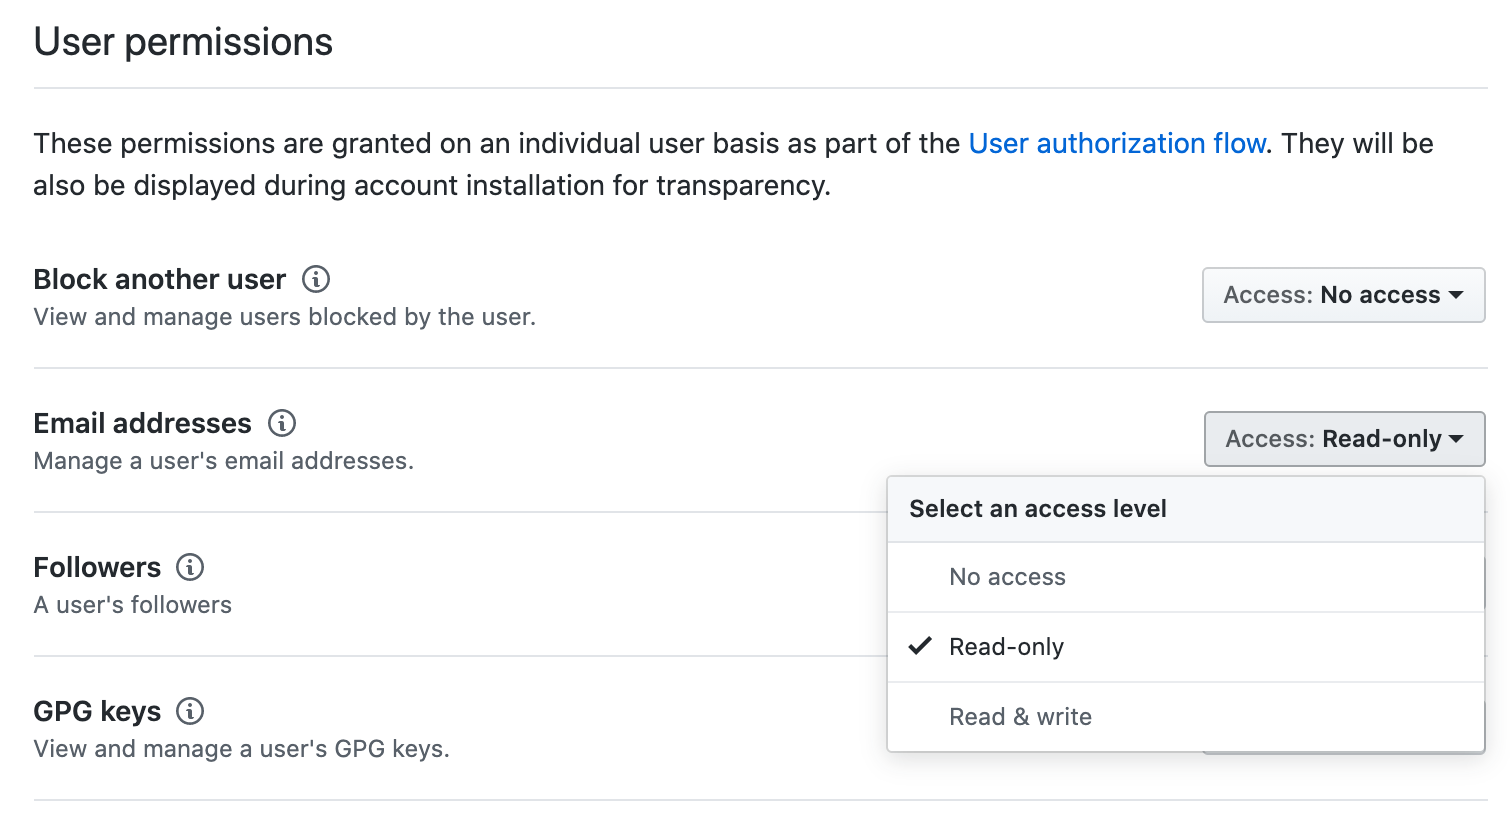 User permissions
These permissions are granted on an individual user basis as part of the User authorization flow. They will be
also be displayed during account installation for transparency.
Block another user
View and manage users blocked by the user.
Access: No access
Email addresses
Manage a user's email addresses.
Access: Read-only
Select an access level
No access
Read-only
Read & write
Followers
A user's followers
GPG keys
View and manage a user's GPG keys.